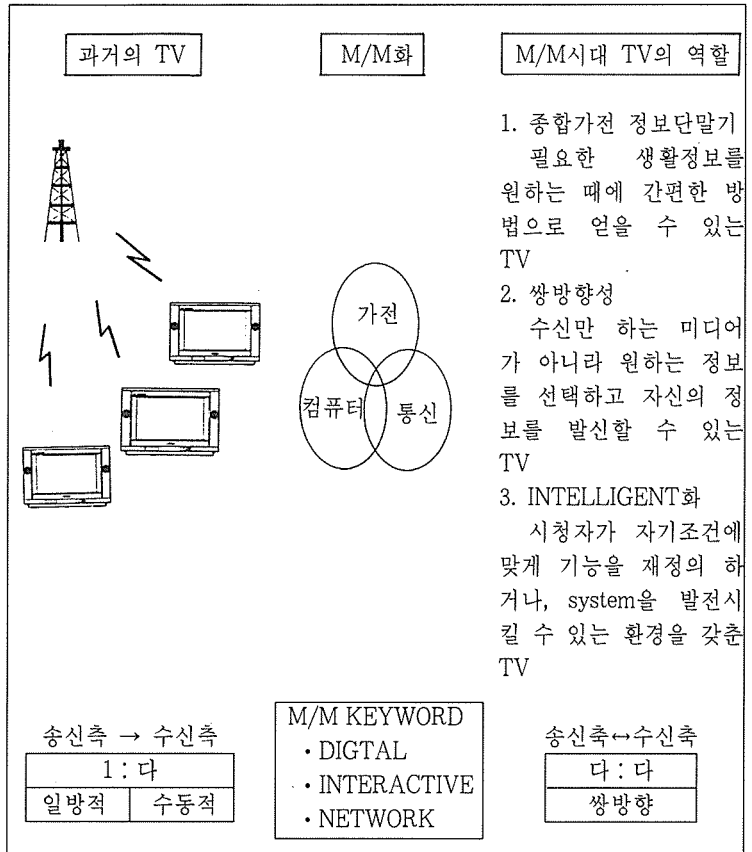 과거의 TV
M/M화
M/M시대 TV의 역할
1. 종합가전 정보단말기
필요한 생활정보를
원하는 때에 간편한 방
법으로 얻을 수 있는
TV
2. 쌍방향성
수신만 하는 미디어
가 아니라 원하는 정보
를 선택하고 자신의 정
보를 발신할 수 있는
TV
3. INTELLIGENT화
시청자가 자기조건에
맞게 기능을 재정의 하
거나, system을 발전시
킬 수 있는 환경을 갖춘
TV
가전
컴퓨터
통신
송신측 → 수신측
1 : 다
일방적
수동적
M/M KEYWORD
· DIGTAL
· INTERACTIVE
· NETWORK
송신축↔수신축
다 : 다
쌍방향